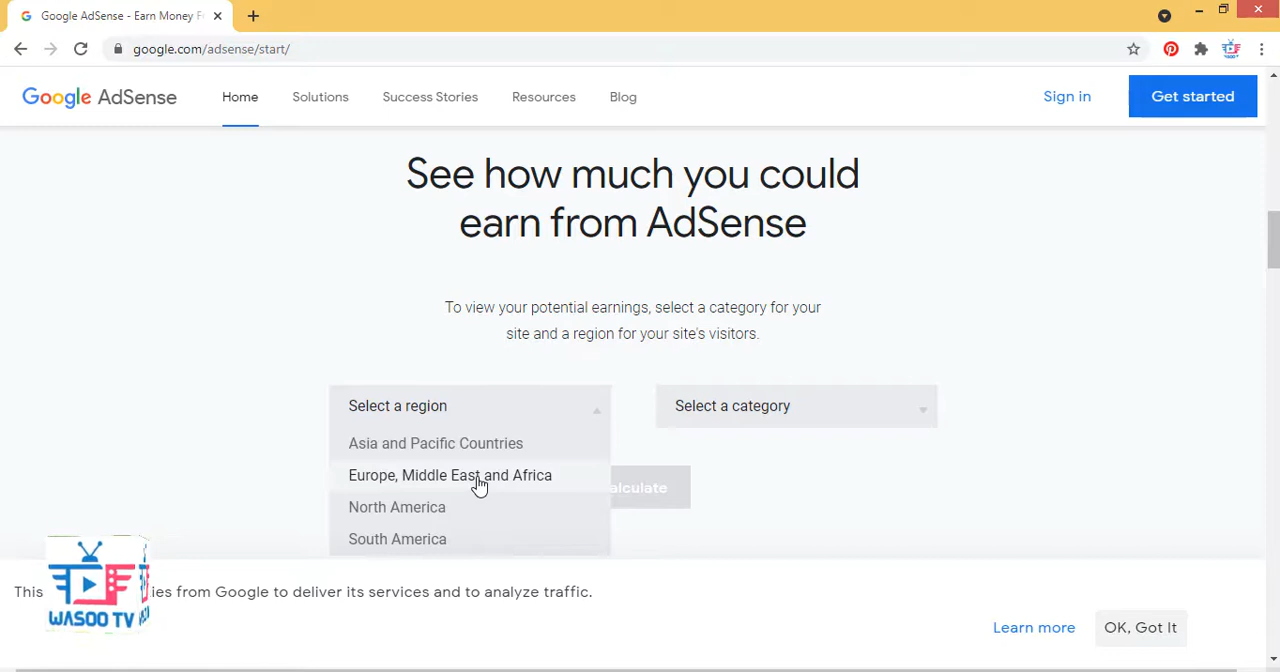 Google AdSense - Earn Money F
google.com/adsense/start/
Google AdSense
Home
Solutions
Success Stories
Resources
Blog
Sign in
Get started
See how much you could
earn from AdSense
To view your potential earnings, select a category for your
site and a region for your site's visitors.
Select a region
Select a category
Asia and Pacific Countries
Europe, Middle East and Africa
North America
South America
alculate
This
ies from Google to deliver its services and to analyze traffic.
WASOO TV
Learn more
OK, Got It